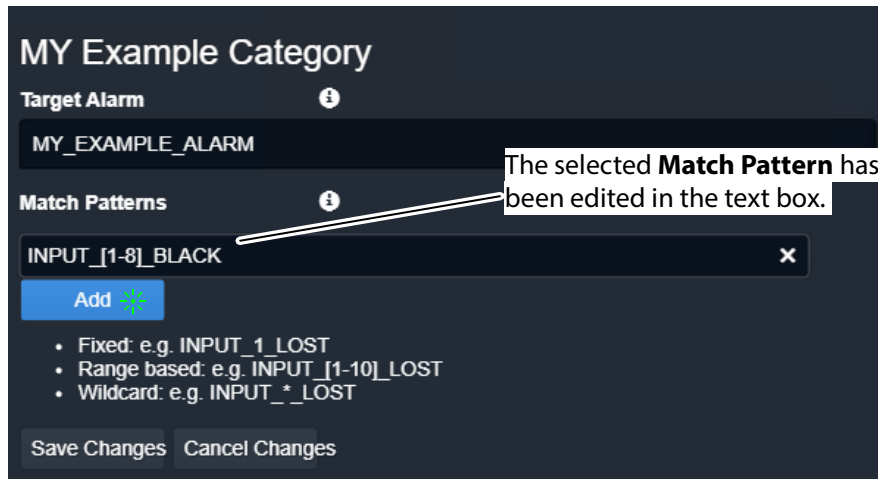 MY Example Category
Target Alarm
MY_EXAMPLE_ALARM
The selected Match Pattern has
been edited in the text box.
Match Patterns
INPUT_[1-8]_BLACK
Add
• Fixed: e.g. INPUT_1_LOST
• Range based: e.g. INPUT_[1-10]_LOST
• Wildcard: e.g. INPUT_*_LOST
Save Changes Cancel Changes